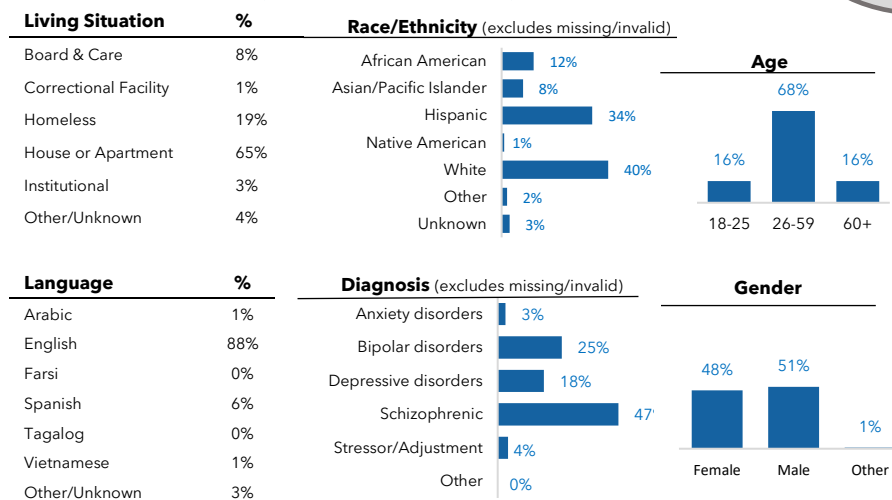 Living Situation %
Board & Care 8%
Correctional Facility 1%
Homeless 19%
House or Apartment 65%
Institutional 3%
Other/Unknown 4%
Race/Ethnicity (excludes missing/invalid)
African American 12%
Asian/Pacific Islander 8%
Hispanic 34%
Native American 1%
White 40%
Other 2%
Unknown 3%
Age
16% 68% 16%
18-25 26-59 60+
Language %
Arabic 1%
English 88%
Farsi 0%
Spanish 6%
Tagalog 0%
Vietnamese 1%
Other/Unknown 3%
Diagnosis (excludes missing/invalid)
Anxiety disorders 3%
Bipolar disorders 25%
Depressive disorders 18%
Schizophrenic 47
Stressor/Adjustment 4%
Other 0%
Gender
48% 51% 1%
Female Male Other